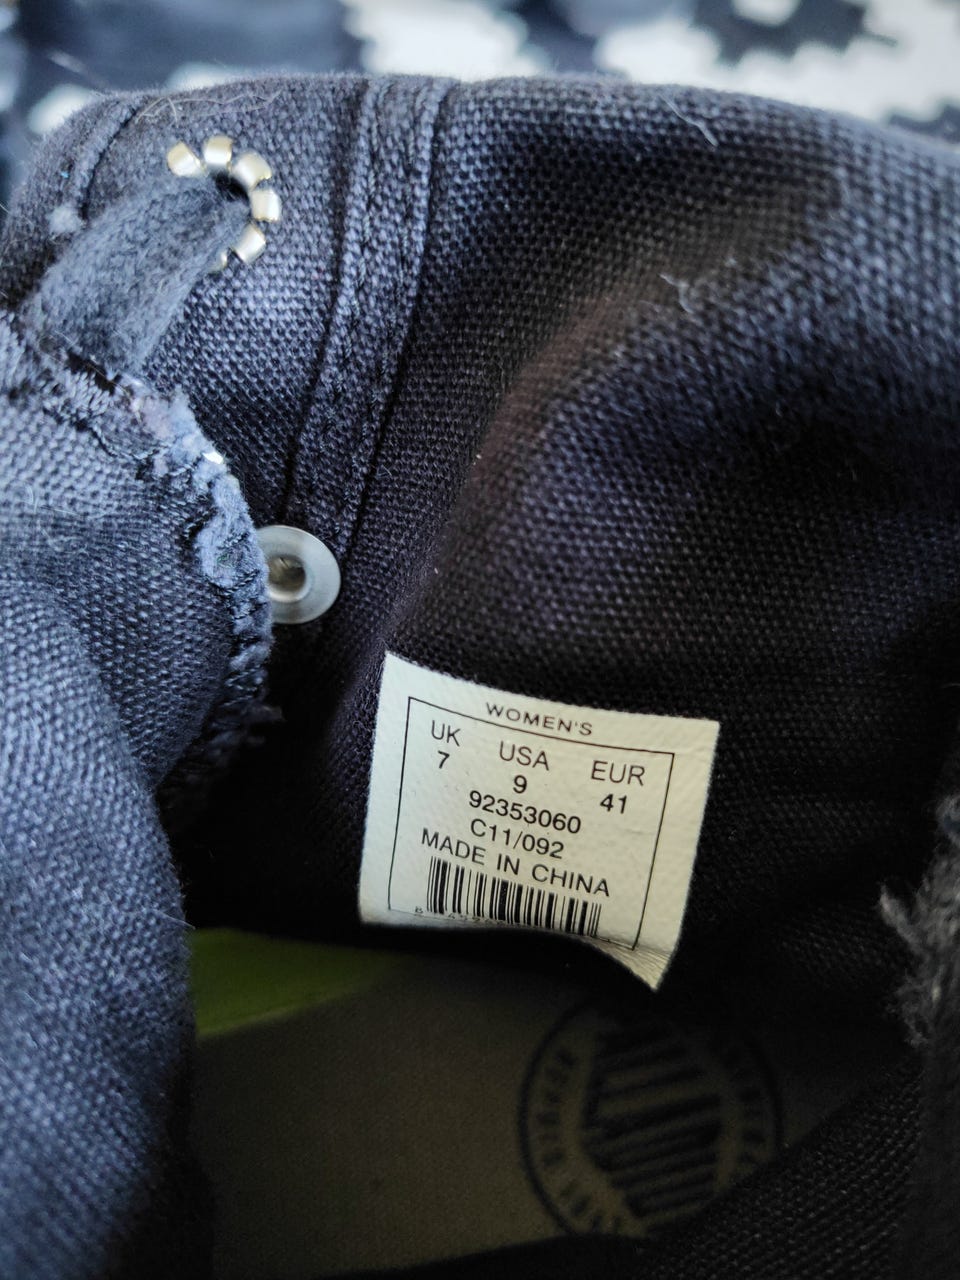 WOMEN'S
UK USA EUR
7 9 41
92353060
C11/092
MADE IN CHINA